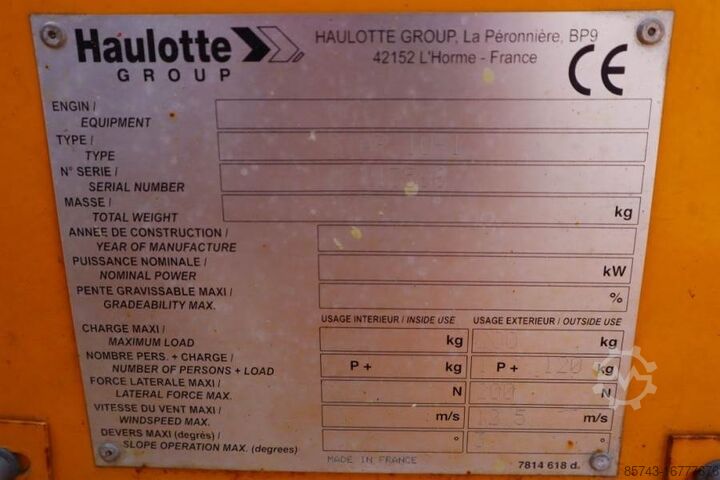 Haulotte
GROUP
HAULOTTE GROUP, La Péronnière, BP9
42152 L'Horme - France
CE
ENGIN /
EQUIPMENT
TYPE /
TYPE
N° SERIE /
SERIAL NUMBER
MASSE /
TOTAL WEIGHT kg
ANNEE DE CONSTRUCTION /
YEAR OF MANUFACTURE
PUISSANCE NOMINALE /
NOMINAL POWER kW
PENTE GRAVISSABLE MAXI /
GRADEABILITY MAX. %
USAGE INTERIEUR / INSIDE USE USAGE EXTERIEUR / OUTSIDE USE
CHARGE MAXI /
MAXIMUM LOAD kg kg
NOMBRE PERS. + CHARGE /
NUMBER OF PERSONS + LOAD P + kg P + 120 kg
FORCE LATERALE MAXI /
LATERAL FORCE MAX. N N
VITESSE DU VENT MAXI /
WINDSPEED MAX. m/s 12.5 m/s
DEVERS MAXI (degrès) /
SLOPE OPERATION MAX. (degrees) ° °
MADE IN FRANCE 7814 618 d